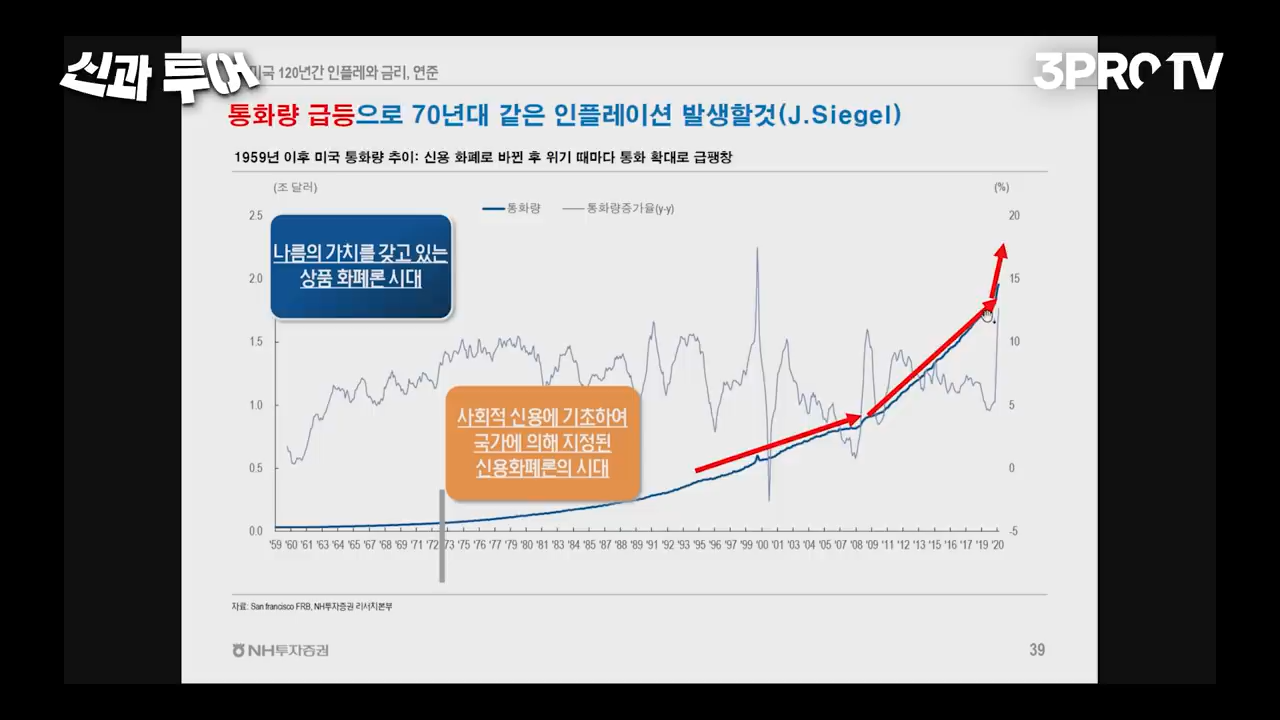 신과 투어
3PROTV
미국 120년간 인플레와 금리, 연준
통화량 급등으로 70년대 같은 인플레이션 발생할것(J.Siegel)
1959년 이후 미국 통화량 추이: 신용 화폐로 바뀐 후 위기 때마다 통화 확대로 급팽창
(조 달러)
(%)
통화량
통화량증가율(y-y)
2.5
2.0
1.5
1.0
0.5
0.0
20
15
10
5
0
-5
나름의 가치를 갖고 있는
상품 화폐론 시대
사회적 신용에 기초하여
국가에 의해 지정된
신용화폐론의 시대
'59 '60 '61 '63 '64 '65 '67 '68 '69 '71 '72 '73 '75 '76 '77 '79 '80 '81 '83 '84 '85 '87 '88 '89 '91 '92 '93 '95 '96 '97 '99 '00 '01 '03 '04 '05 '07 '08 '09 '11 '12 '13 '15 '16 '17 '19 '20
자료: San francisco FRB, NH투자증권 리서치본부
NH투자증권
39